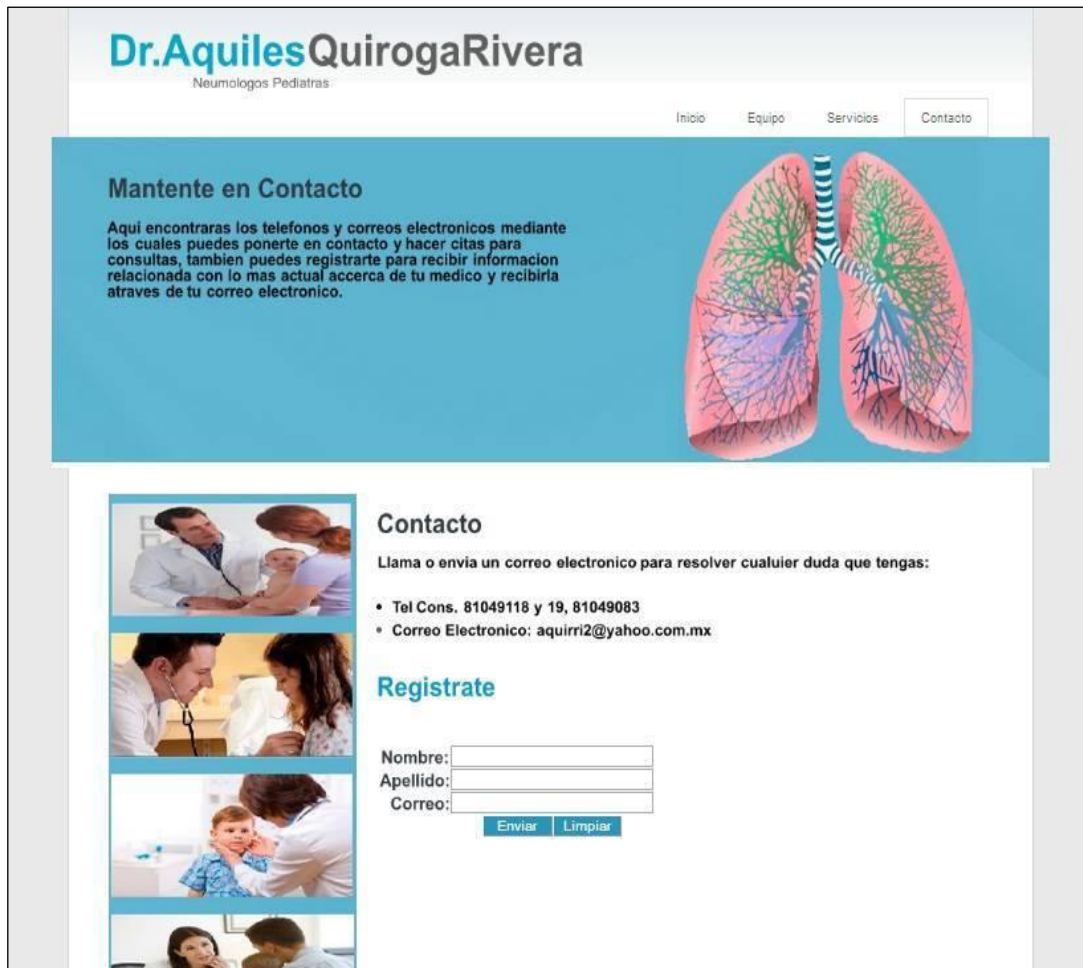 Dr.AquilesQuirogaRivera
Neumologos Pediatras
Inicio Equipo Servicios Contacto
Mantente en Contacto
Aqui encontraras los telefonos y correos electronicos mediante
los cuales puedes ponerte en contacto y hacer citas para
consultas, tambien puedes registrarte para recibir informacion
relacionada con lo mas actual accerca de tu medico y recibirla
atraves de tu correo electronico.
Contacto
Llama o envia un correo electronico para resolver cualuier duda que tengas:
• Tel Cons. 81049118 y 19, 81049083
• Correo Electronico: aquirri2@yahoo.com.mx
Registrate
Nombre:
Apellido:
Correo:
Enviar Limpiar